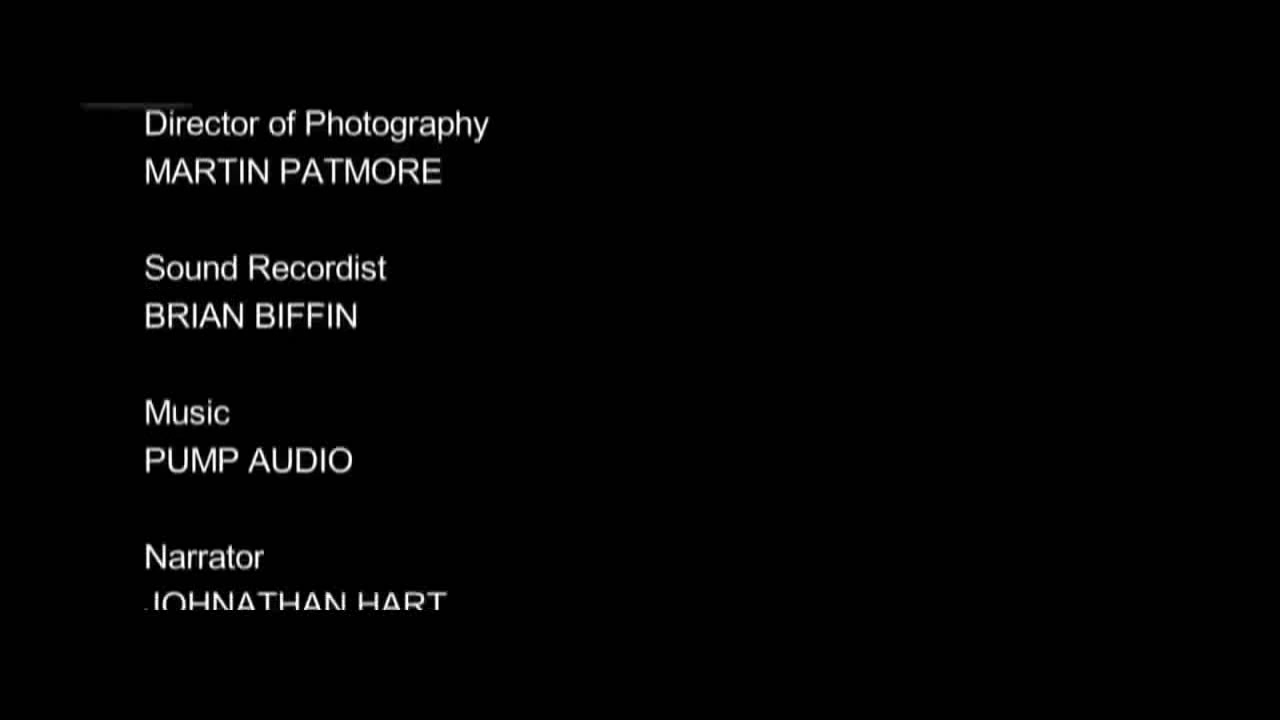 Director of Photography
MARTIN PATMORE
Sound Recordist
BRIAN BIFFIN
Music
PUMP AUDIO
Narrator
JOHNATHAN HART